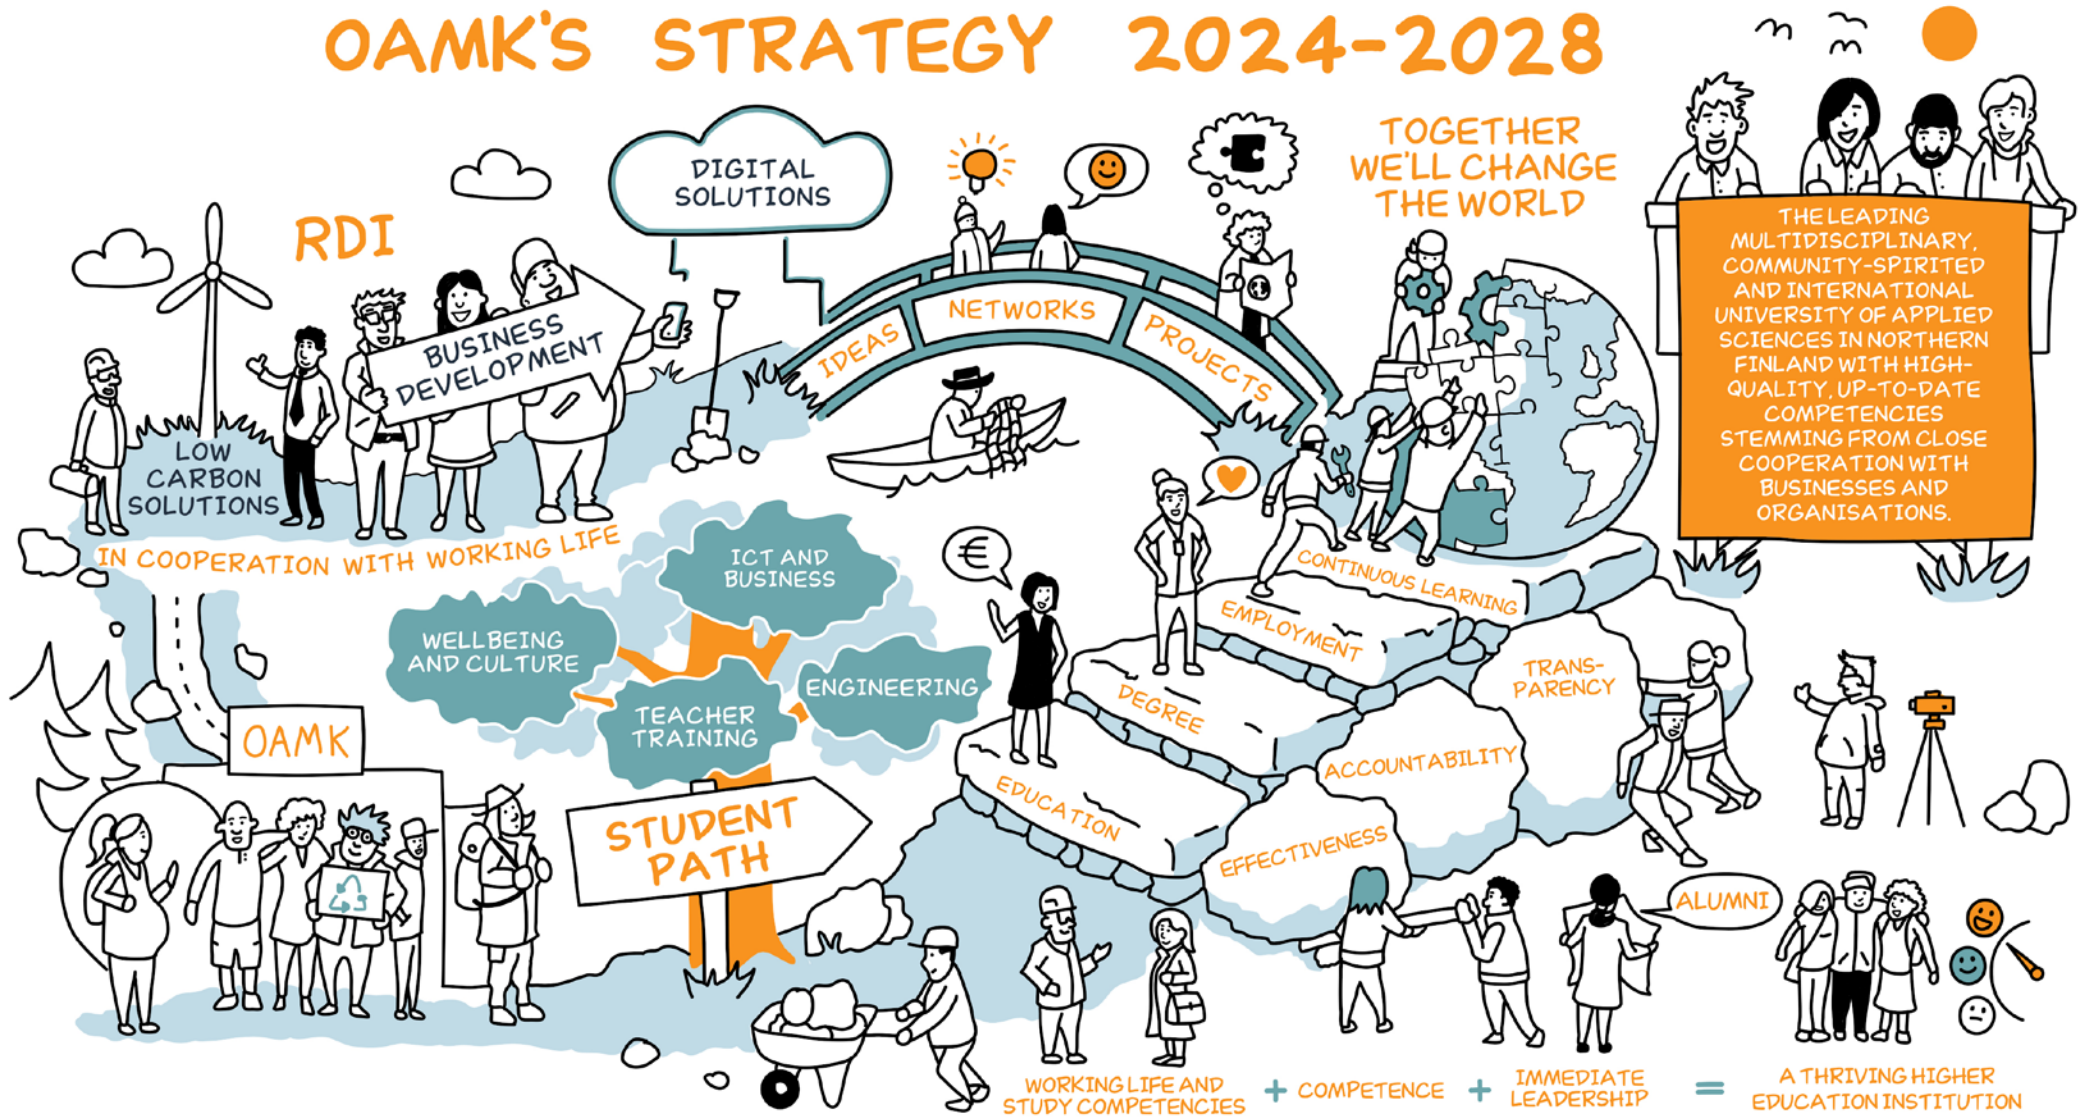 OAMK'S STRATEGY 2024-2028
RDI
DIGITAL
SOLUTIONS
TOGETHER
WE'LL CHANGE
THE WORLD
THE LEADING
MULTIDISCIPLINARY,
COMMUNITY-SPIRITED
AND INTERNATIONAL
UNIVERSITY OF APPLIED
SCIENCES IN NORTHERN
FINLAND WITH HIGH-
QUALITY, UP-TO-DATE
COMPETENCIES
STEMMING FROM CLOSE
COOPERATION WITH
BUSINESSES AND
ORGANISATIONS.
BUSINESS
DEVELOPMENT
IDEAS
NETWORKS
PROJECTS
LOW
CARBON
SOLUTIONS
IN COOPERATION WITH WORKING LIFE
ICT AND
BUSINESS
WELLBEING
AND CULTURE
ENGINEERING
TEACHER
TRAINING
€
CONTINUOUS LEARNING
EMPLOYMENT
DEGREE
EDUCATION
TRANS-
PARENCY
ACCOUNTABILITY
EFFECTIVENESS
OAMK
STUDENT
PATH
ALUMNI
WORKING LIFE AND
STUDY COMPETENCIES
+ COMPETENCE +
IMMEDIATE
LEADERSHIP
=
A THRIVING HIGHER
EDUCATION INSTITUTION